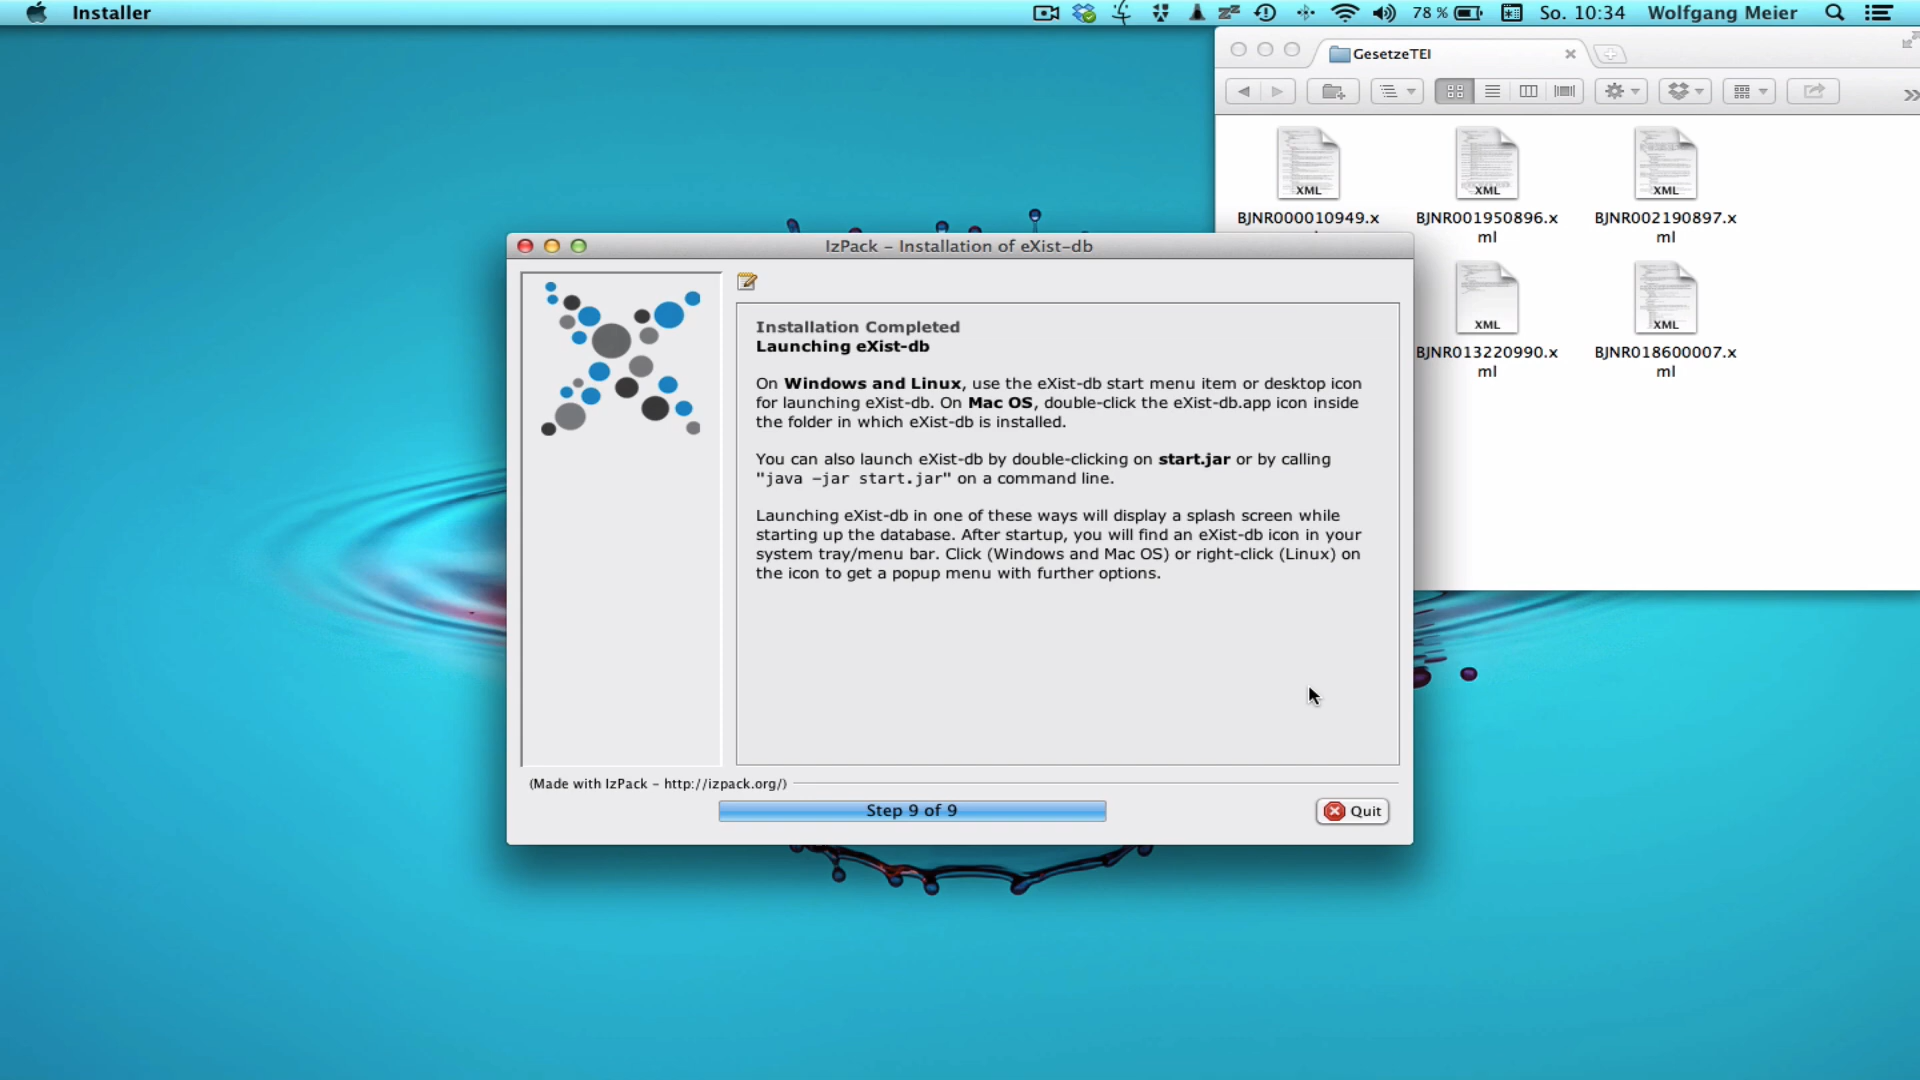 Installer
78 %
So. 10:34
Wolfgang Meier
GesetzeTEI
XML
XML
XML
BJNR000010949.x
BJNR001950896.x
ml
BJNR002190897.x
ml
XML
XML
BJNR013220990.x
ml
BJNR018600007.x
ml
IzPack – Installation of eXist–db
Installation Completed
Launching eXist-db
On Windows and Linux, use the eXist-db start menu item or desktop icon
for launching eXist-db. On Mac OS, double-click the eXist-db.app icon inside
the folder in which eXist-db is installed.
You can also launch eXist-db by double-clicking on start.jar or by calling
"java -jar start.jar" on a command line.
Launching eXist-db in one of these ways will display a splash screen while
starting up the database. After startup, you will find an eXist-db icon in your
system tray/menu bar. Click (Windows and Mac OS) or right-click (Linux) on
the icon to get a popup menu with further options.
(Made with IzPack – http://izpack.org/)
Step 9 of 9
Quit